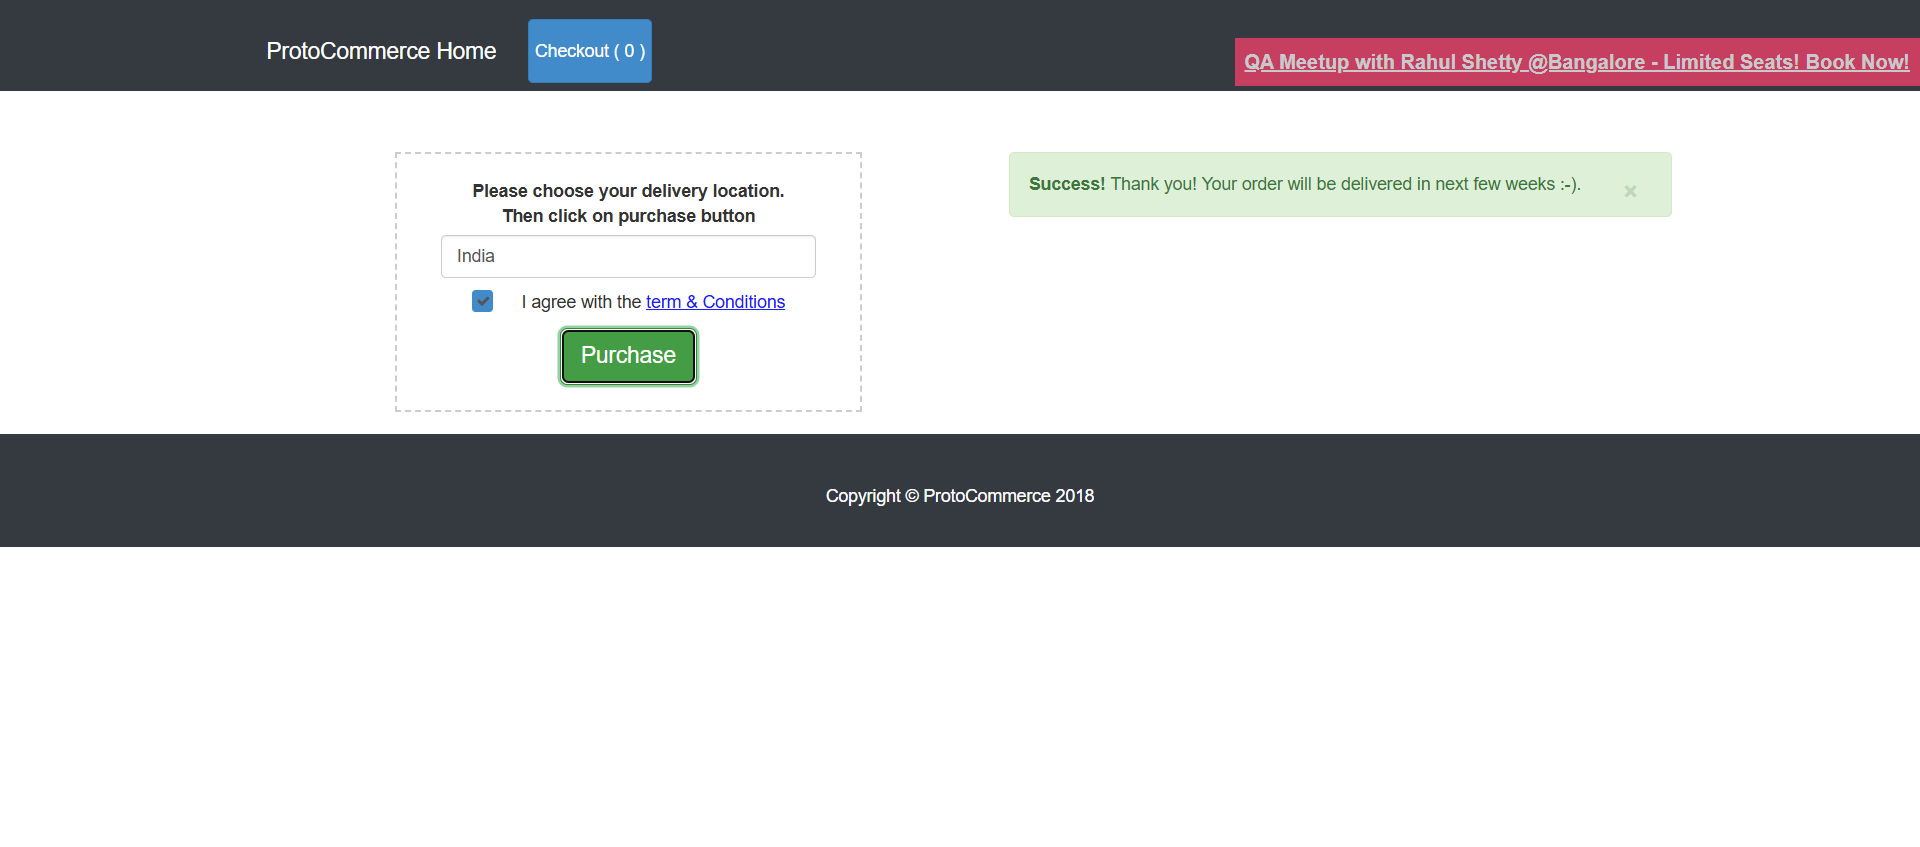 ProtoCommerce Home
Checkout ( 0 )
QA Meetup with Rahul Shetty @Bangalore - Limited Seats! Book Now!
Please choose your delivery location.
Then click on purchase button
India
I agree with the term & Conditions
Purchase
Success! Thank you! Your order will be delivered in next few weeks :-).
×
Copyright © ProtoCommerce 2018